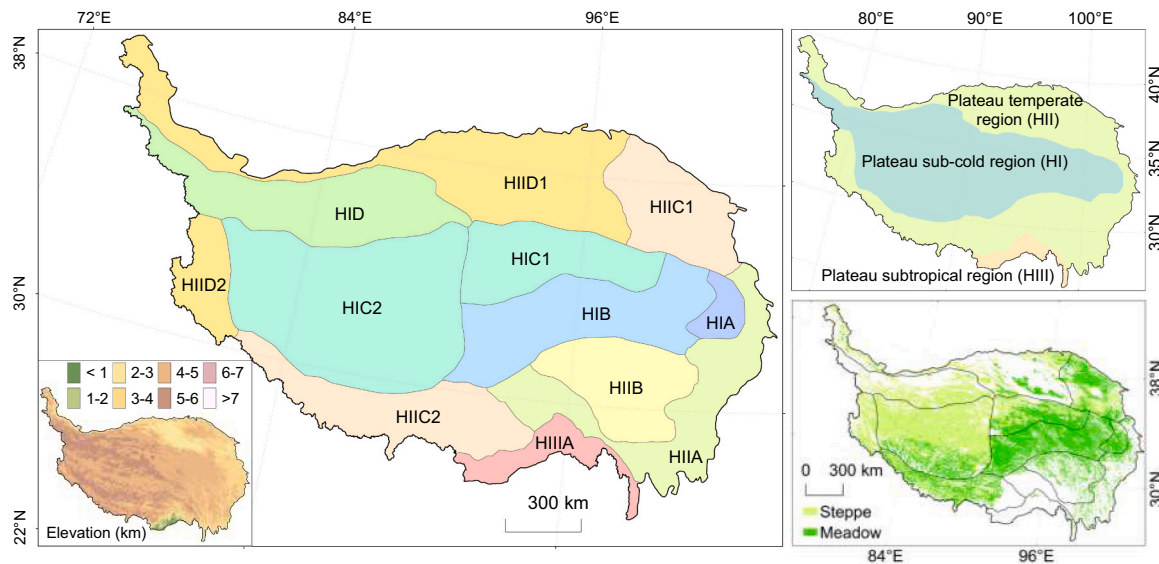 72°E
84°E
96°E
38°N
30°N
22°N
HIID1
HIIC1
HID
HIC1
HIID2
HIC2
HIB
HIA
HIIB
HIIC2
HIIIA
HIIA
300 km
< 1
2-3
4-5
6-7
1-2
3-4
5-6
>7
Elevation (km)
80°E
90°E
100°E
40°N
35°N
30°N
Plateau temperate
region (HII)
Plateau sub-cold region (HI)
Plateau subtropical region (HIII)
38°N
30°N
0 300 km
Steppe
Meadow
84°E
96°E